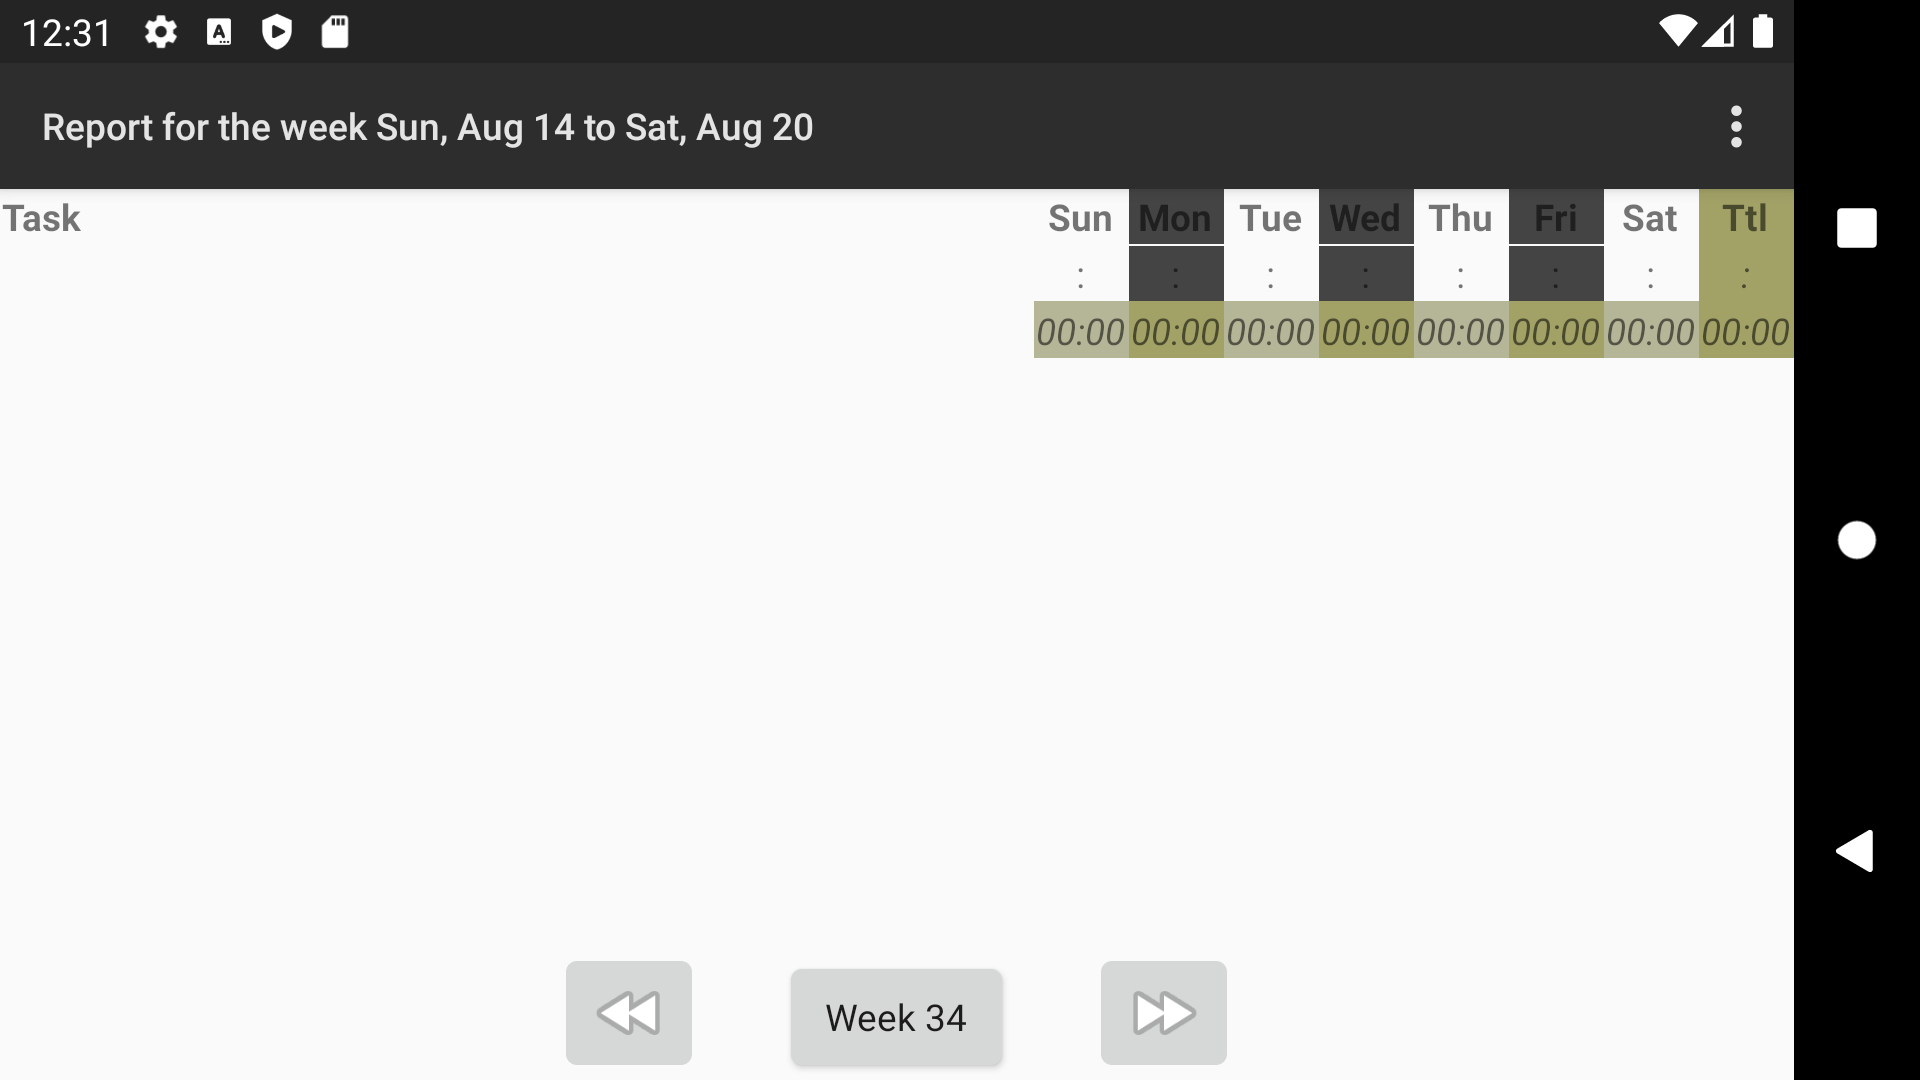 12:31
Report for the week Sun, Aug 14 to Sat, Aug 20
Task Sun Mon Tue Wed Thu Fri Sat Ttl
: : : : : : : :
00:00 00:00 00:00 00:00 00:00 00:00 00:00 00:00
Week 34